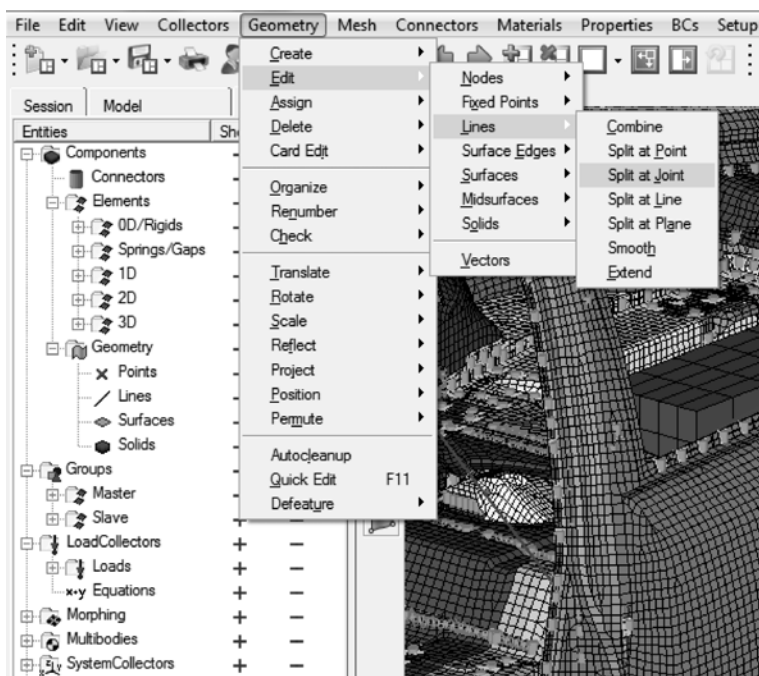 File Edit View Collectors Geometry Mesh Connectors Materials Properties BCs Setup
Session Model
Entities
Components
Connectors
Elements
0D/Rigids
Springs/Gaps
1D
2D
3D
Geometry
Points
Lines
Surfaces
Solids
Groups
Master
Slave
LoadCollectors
Loads
Equations
Morphing
Multibodies
SystemCollectors
Create
Edit
Assign
Delete
Card Edit
Organize
Renumber
Check
Translate
Rotate
Scale
Reflect
Project
Position
Permute
Autocleanup
Quick Edit F11
Defeature
Nodes
Fixed Points
Lines
Surface Edges
Surfaces
Midsurfaces
Solids
Vectors
Combine
Split at Point
Split at Joint
Split at Line
Split at Plane
Smooth
Extend